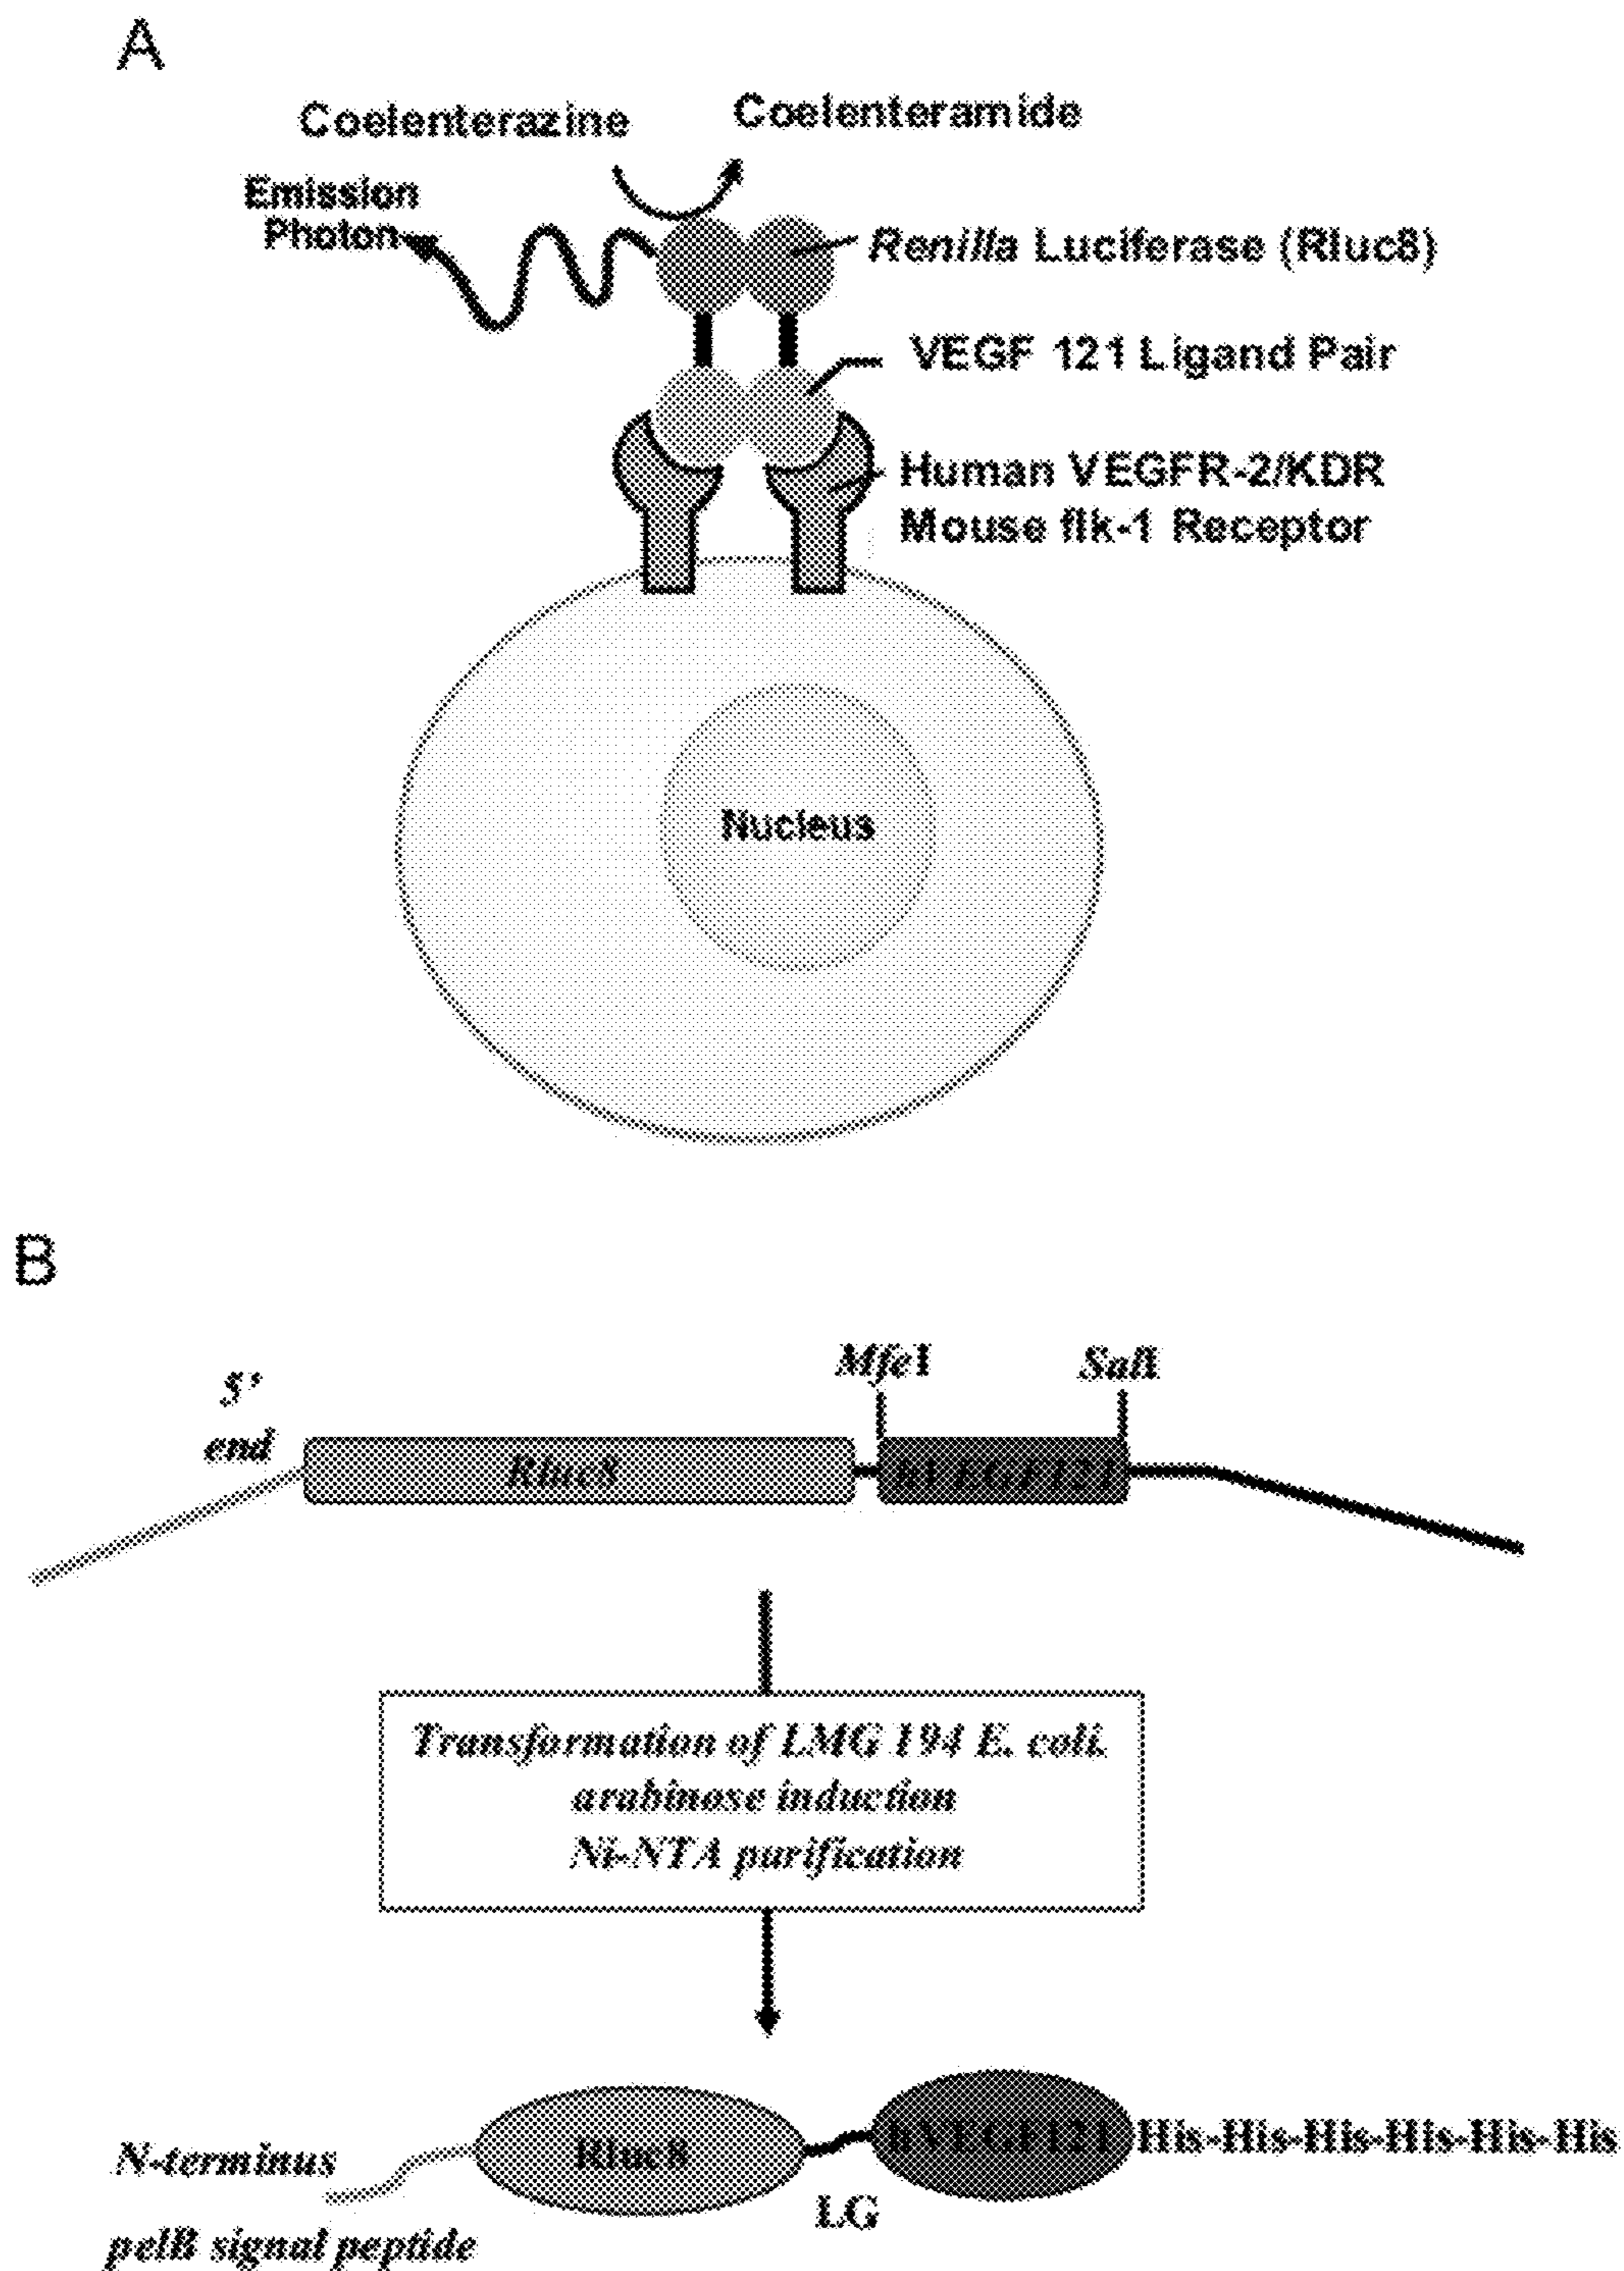 A
Coelenterazine
Coelenteramide
Emission
Photon
Renilla Luciferase (Rluc8)
VEGF 121 Ligand Pair
Human VEGFR-2/KDR
Mouse flk-1 Receptor
Nucleus
B
5'
end
MfeI
SalI
Rluc8
hVEGF121
Transformation of LMG 194 E. coli.
arabinose induction
Ni-NTA purification
N-terminus
Rluc8
hVEGF121
His-His-His-His-His-His
LG
pelB signal peptide